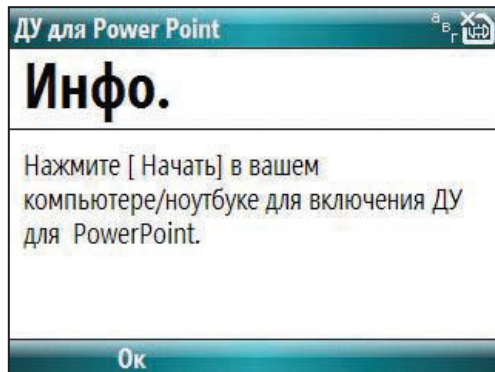 ДУ для Power Point
а в г
Инфо.
Нажмите [ Начать] в вашем
компьютере/ноутбуке для включения ДУ
для PowerPoint.
Ок